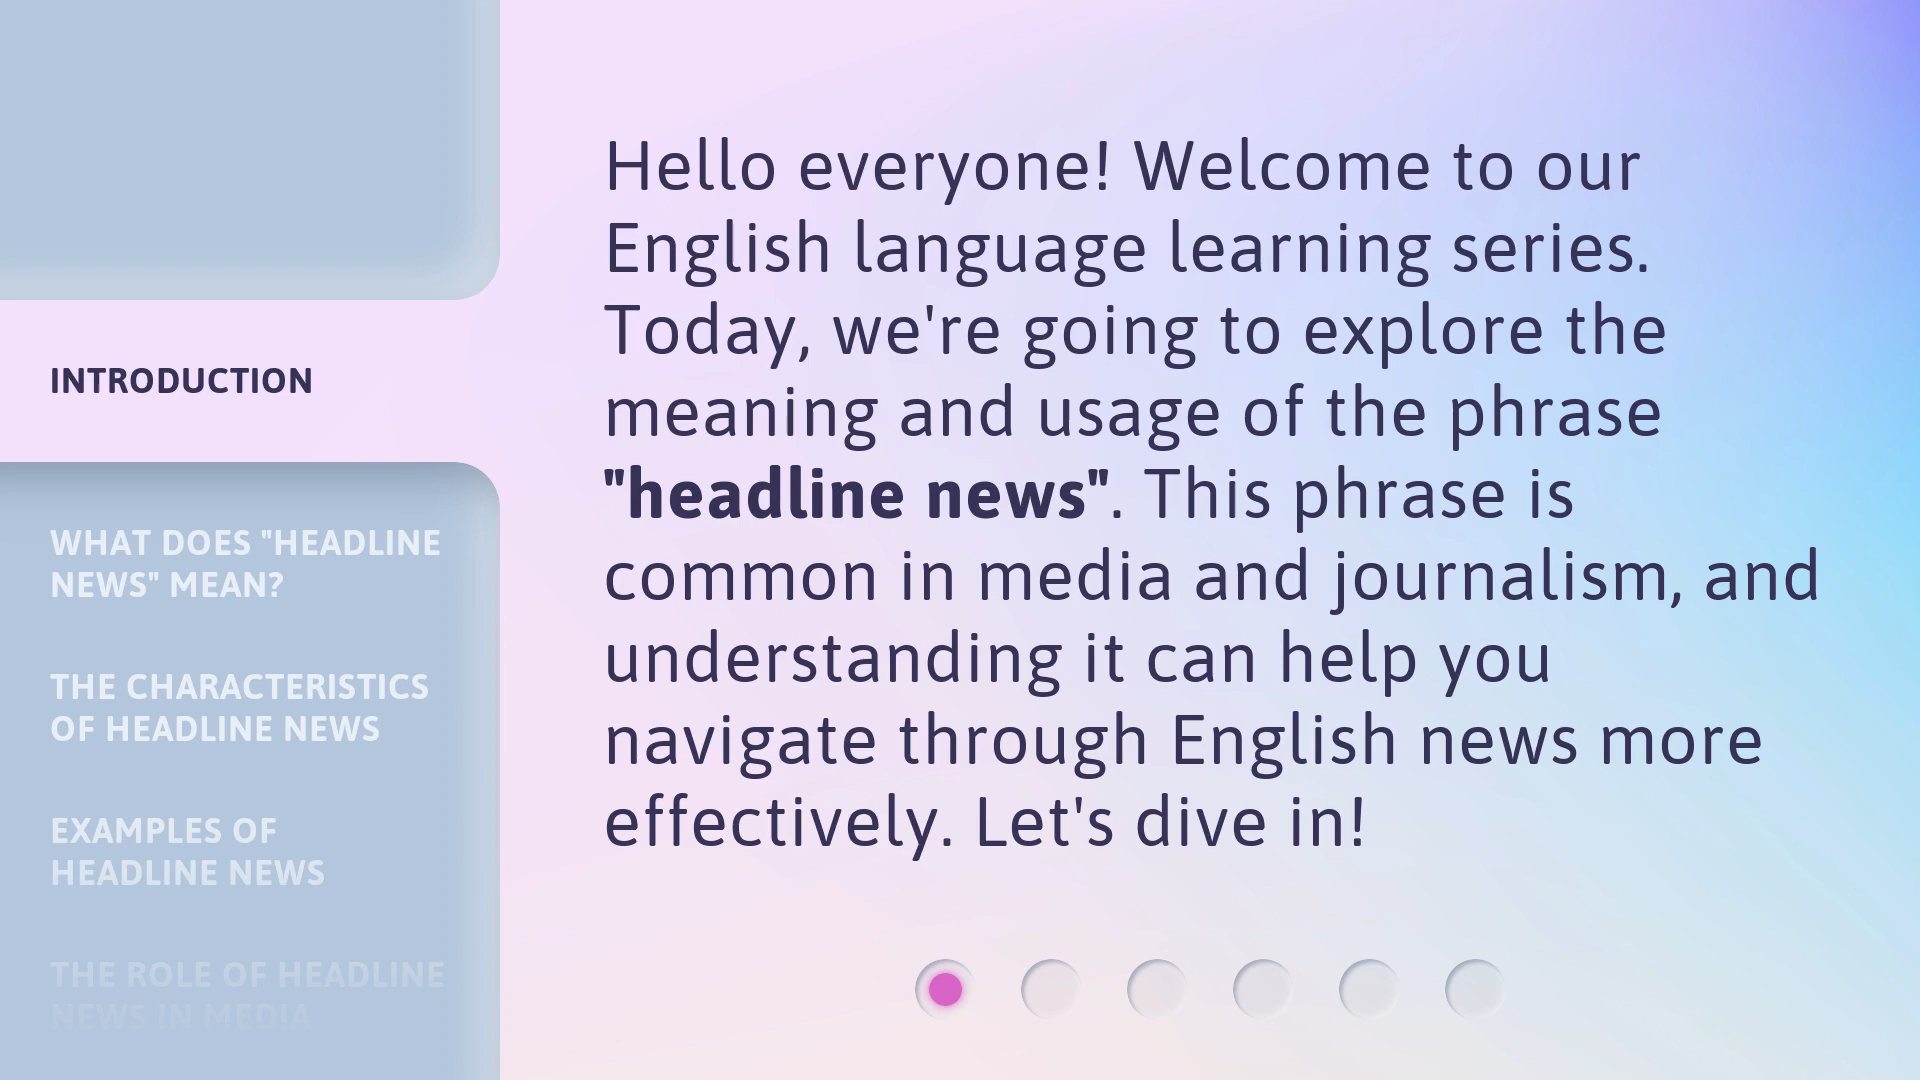 INTRODUCTION
WHAT DOES "HEADLINE
NEWS" MEAN?
THE CHARACTERISTICS
OF HEADLINE NEWS
EXAMPLES OF
HEADLINE NEWS
THE ROLE OF HEADLINE
NEWS IN MEDIA
Hello everyone! Welcome to our
English language learning series.
Today, we're going to explore the
meaning and usage of the phrase
"headline news". This phrase is
common in media and journalism, and
understanding it can help you
navigate through English news more
effectively. Let's dive in!